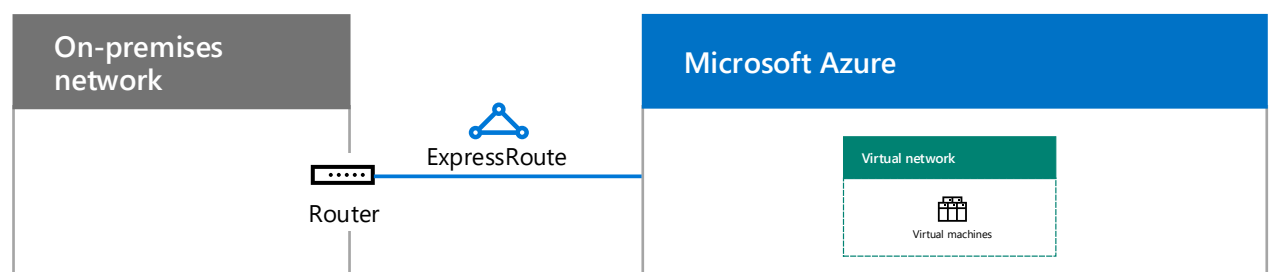 On-premises
network
Microsoft Azure
ExpressRoute
Virtual network
Router
Virtual machines